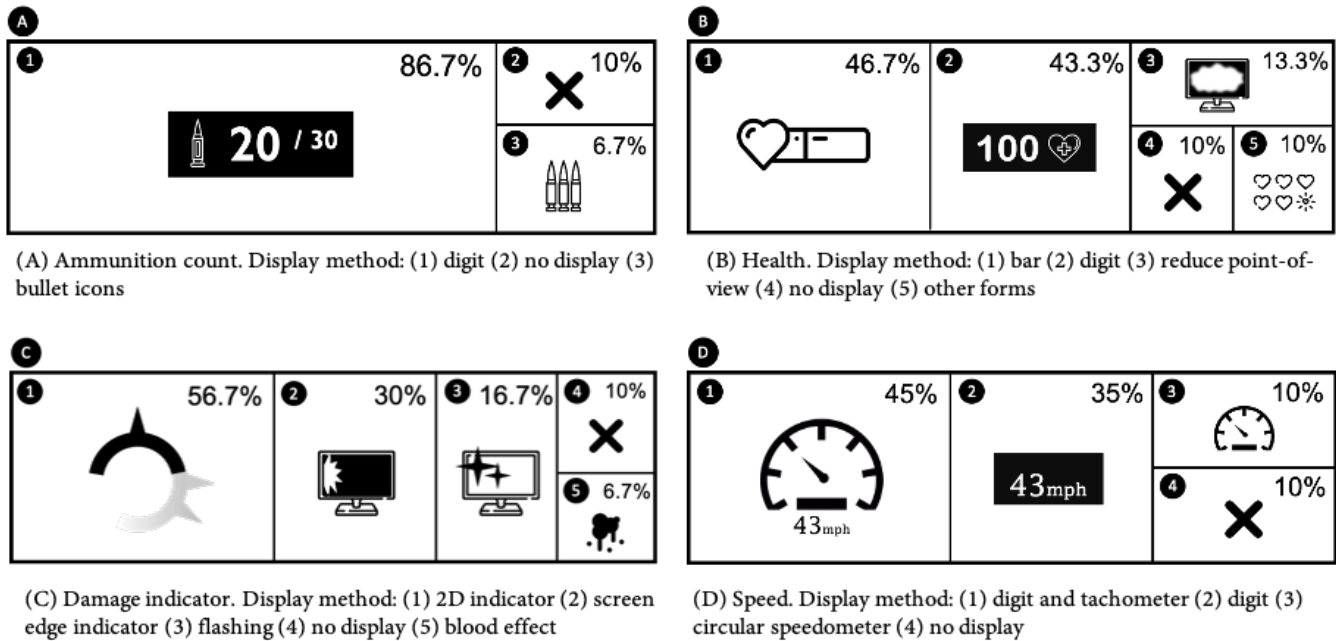 A
1 86.7%
20 / 30
2 10%
3 6.7%
(A) Ammunition count. Display method: (1) digit (2) no display (3)
bullet icons
B
1 46.7%
2 43.3%
100
3 13.3%
4 10%
5 10%
(B) Health. Display method: (1) bar (2) digit (3) reduce point-of-
view (4) no display (5) other forms
C
1 56.7%
2 30%
3 16.7%
4 10%
5 6.7%
(C) Damage indicator. Display method: (1) 2D indicator (2) screen
edge indicator (3) flashing (4) no display (5) blood effect
D
1 45%
43mph
2 35%
43mph
3 10%
4 10%
(D) Speed. Display method: (1) digit and tachometer (2) digit (3)
circular speedometer (4) no display